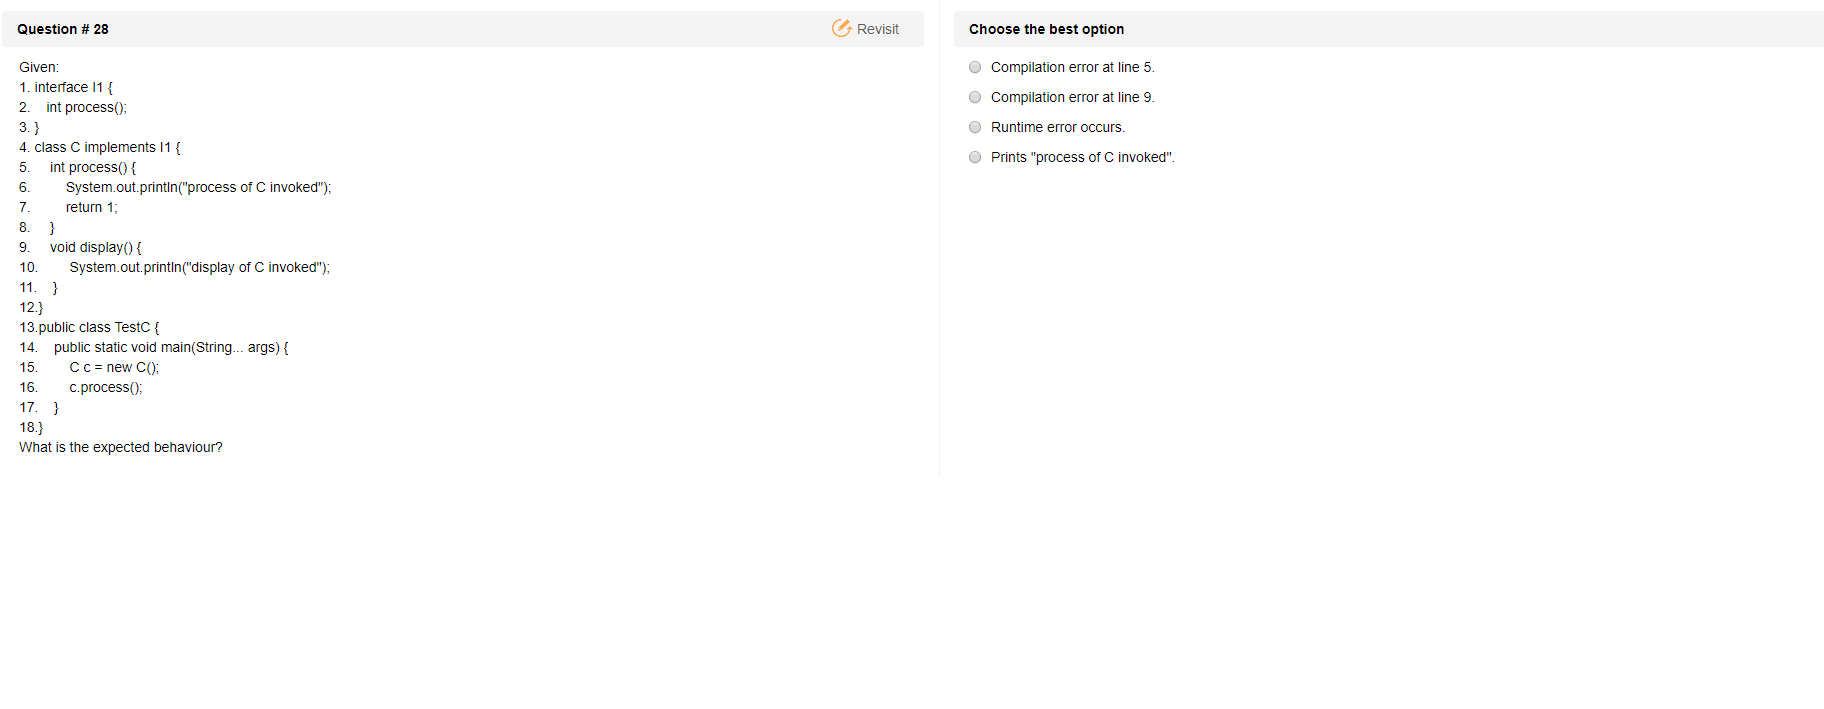 Question # 28
Revisit
Given:
1. interface I1 {
2. int process();
3. }
4. class C implements I1 {
5. int process() {
6. System.out.println("process of C invoked");
7. return 1;
8. }
9. void display() {
10. System.out.println("display of C invoked");
11. }
12.}
13.public class TestC {
14. public static void main(String... args) {
15. C c = new C();
16. c.process();
17. }
18.}
What is the expected behaviour?
Choose the best option
Compilation error at line 5.
Compilation error at line 9.
Runtime error occurs.
Prints "process of C invoked".